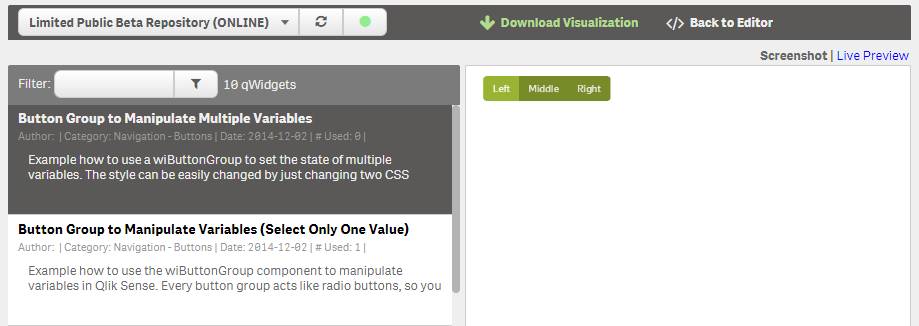 Limited Public Beta Repository (ONLINE)
Download Visualization
</> Back to Editor
Screenshot | Live Preview
Filter:
10 qWidgets
Button Group to Manipulate Multiple Variables
Author: | Category: Navigation - Buttons | Date: 2014-12-02 | # Used: 0 |
Example how to use a wiButtonGroup to set the state of multiple
variables. The style can be easily changed by just changing two CSS
Button Group to Manipulate Variables (Select Only One Value)
Author: | Category: Navigation - Buttons | Date: 2014-12-02 | # Used: 1 |
Example how to use the wiButtonGroup component to manipulate
variables in Qlik Sense. Every button group acts like radio buttons, so you
Left Middle Right